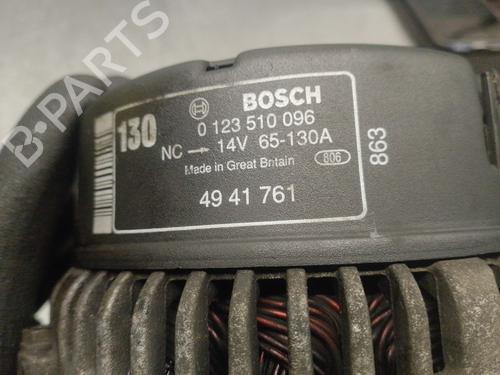 BOSCH
130
0 123 510 096
NC → 14V 65-130A
Made in Great Britain
806
49 41 761
863
B-PARTS